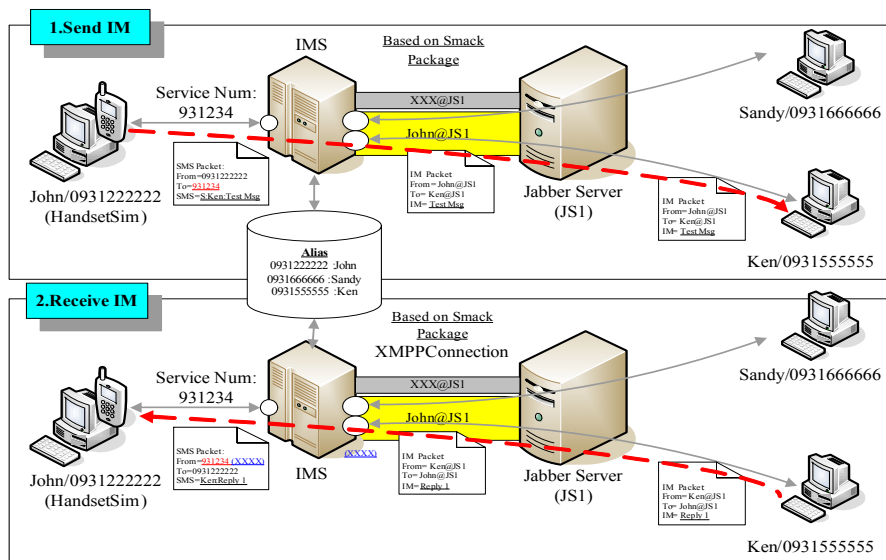 1.Send IM
IMS
Based on Smack
Package
Service Num:
931234
XXX@JS1
John@JS1
Sandy/0931666666
SMS Packet:
From=0931222222
To=931234
SMS=S:Ken:Test Msg
IM Packet
From=John@JS1
To= Ken@JS1
IM= Test Msg
IM Packet
From= John@JS1
To= Ken@JS1
IM= Test Msg
John/0931222222
(HandsetSim)
Jabber Server
(JS1)
Ken/0931555555
Alias
0931222222 :John
0931666666 :Sandy
0931555555 :Ken
2.Receive IM
Based on Smack
Package
XMPPConnection
Service Num:
931234
XXX@JS1
John@JS1
Sandy/0931666666
SMS Packet:
From=931234 (XXXX)
To=0931222222
SMS=Ken:Reply 1
IMS
(XXXX)
IM Packet
From= Ken@JS1
To= John@JS1
IM= Reply 1
IM Packet
From= Ken@JS1
To= John@JS1
IM= Reply 1
John/0931222222
(HandsetSim)
Jabber Server
(JS1)
Ken/0931555555